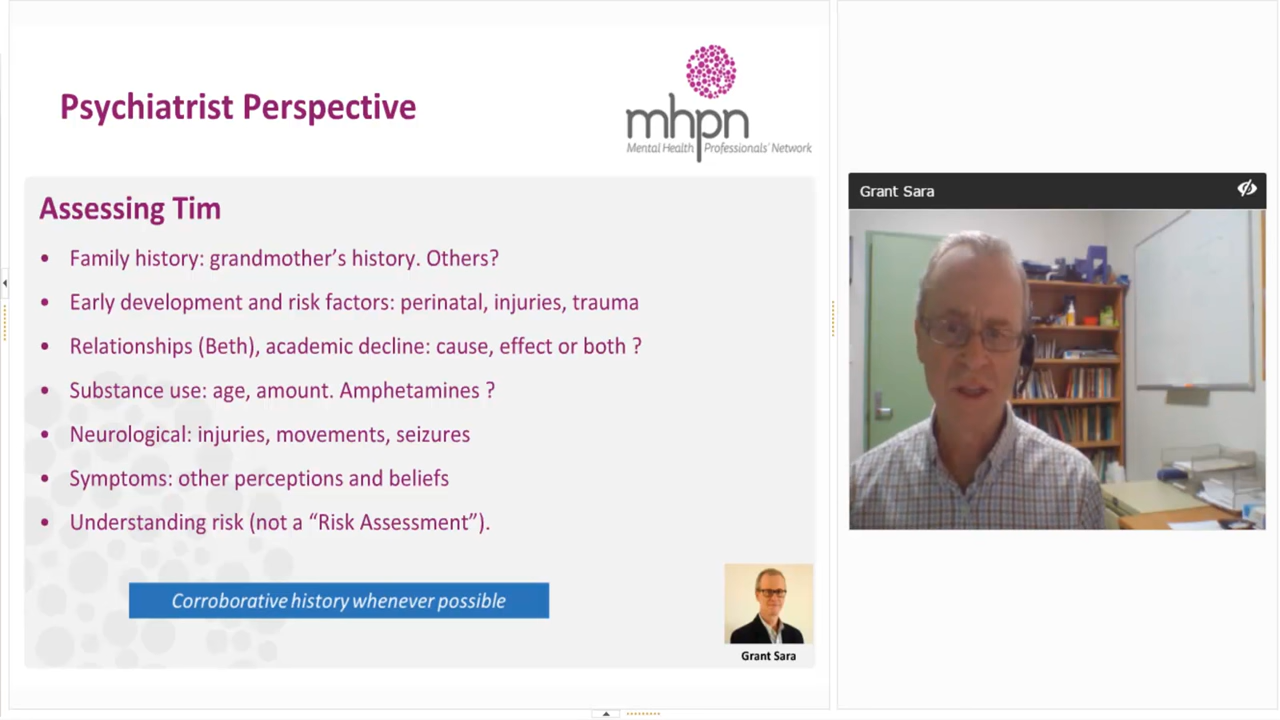 Psychiatrist Perspective
mhpn
Mental Health Professionals' Network
Assessing Tim
• Family history: grandmother’s history. Others?
• Early development and risk factors: perinatal, injuries, trauma
• Relationships (Beth), academic decline: cause, effect or both ?
• Substance use: age, amount. Amphetamines ?
• Neurological: injuries, movements, seizures
• Symptoms: other perceptions and beliefs
• Understanding risk (not a “Risk Assessment”).
Corroborative history whenever possible
Grant Sara
Grant Sara